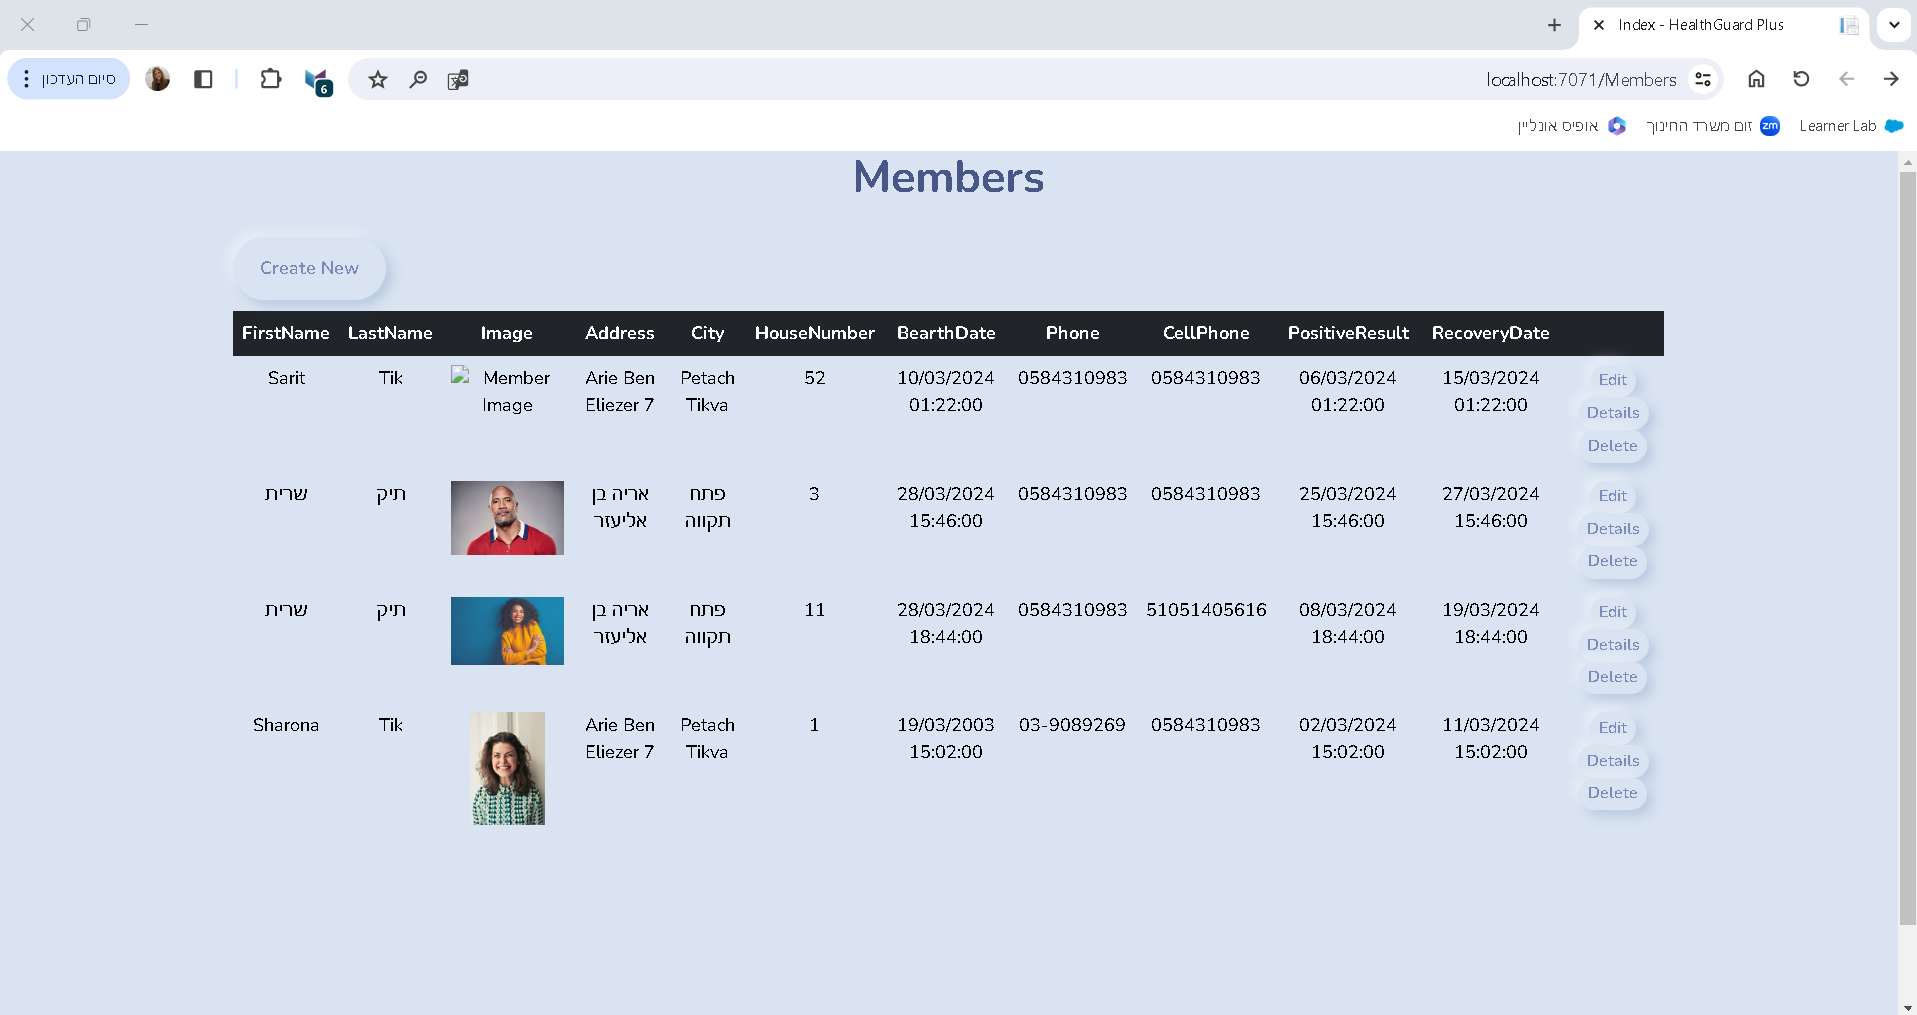 Index - HealthGuard Plus
סיום העדכון
6
localhost:7071/Members
Learner Lab
zm
זום משרד החינוך
אופיס אונליין
Members
Create New
FirstName LastName Image Address City HouseNumber BearthDate Phone CellPhone PositiveResult RecoveryDate
Sarit Tik Member Arie Ben Petach 52 10/03/2024 0584310983 0584310983 06/03/2024 15/03/2024 Edit
Image Eliezer 7 Tikva 01:22:00 01:22:00 01:22:00
Details
Delete
שרית תיק אריה בן פתח 3 28/03/2024 0584310983 0584310983 25/03/2024 27/03/2024 Edit
אליעזר תקווה 15:46:00 15:46:00 15:46:00
Details
Delete
שרית תיק אריה בן פתח 11 28/03/2024 0584310983 51051405616 08/03/2024 19/03/2024 Edit
אליעזר תקווה 18:44:00 18:44:00 18:44:00
Details
Delete
Sharona Tik Arie Ben Petach 1 19/03/2003 03-9089269 0584310983 02/03/2024 11/03/2024 Edit
Eliezer 7 Tikva 15:02:00 15:02:00 15:02:00
Details
Delete